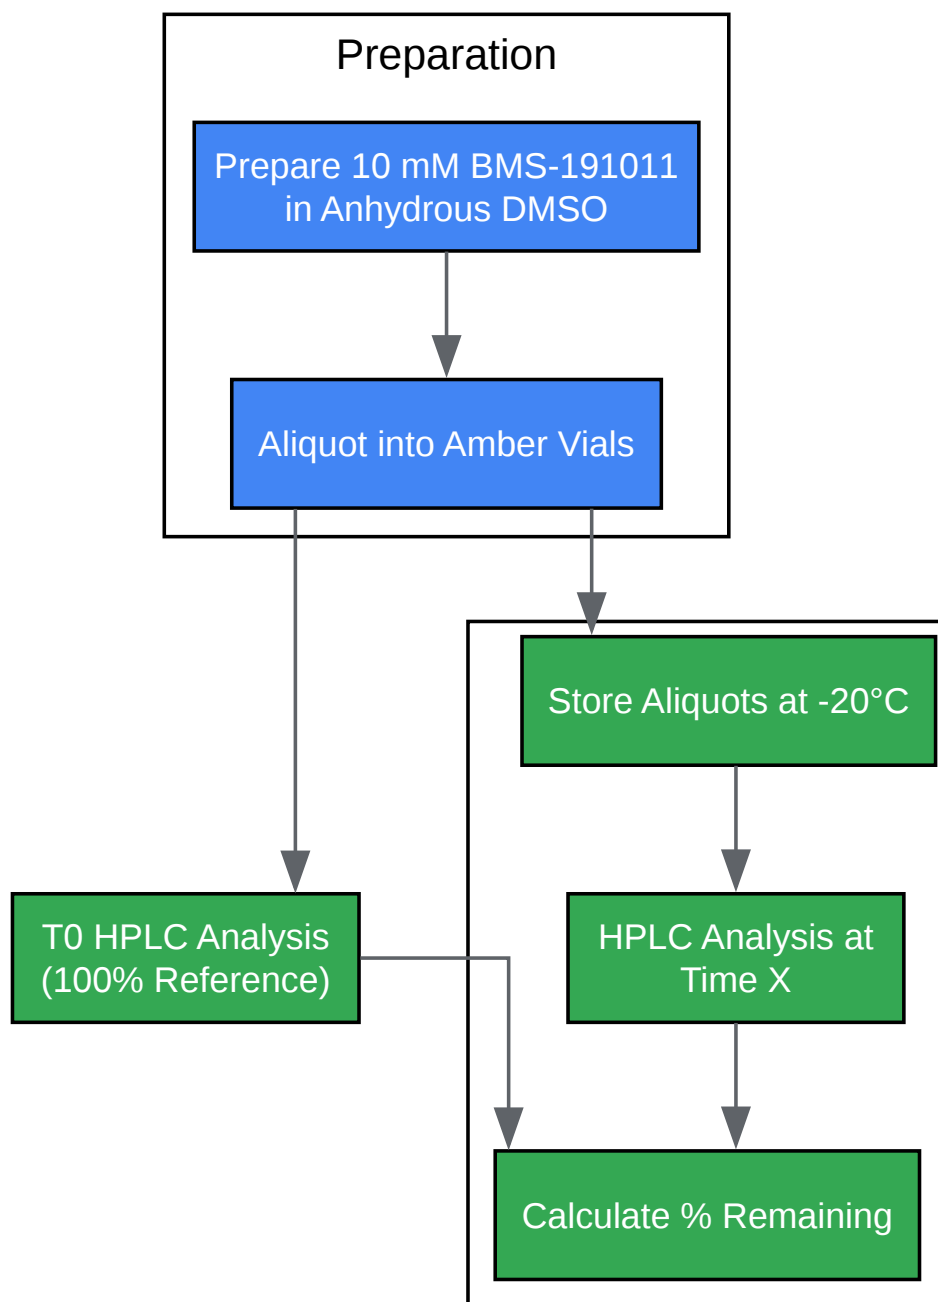 Preparation
Prepare 10 mM BMS-191011
in Anhydrous DMSO
Aliquot into Amber Vials
Store Aliquots at -20°C
T0 HPLC Analysis
(100% Reference)
HPLC Analysis at
Time X
Calculate % Remaining